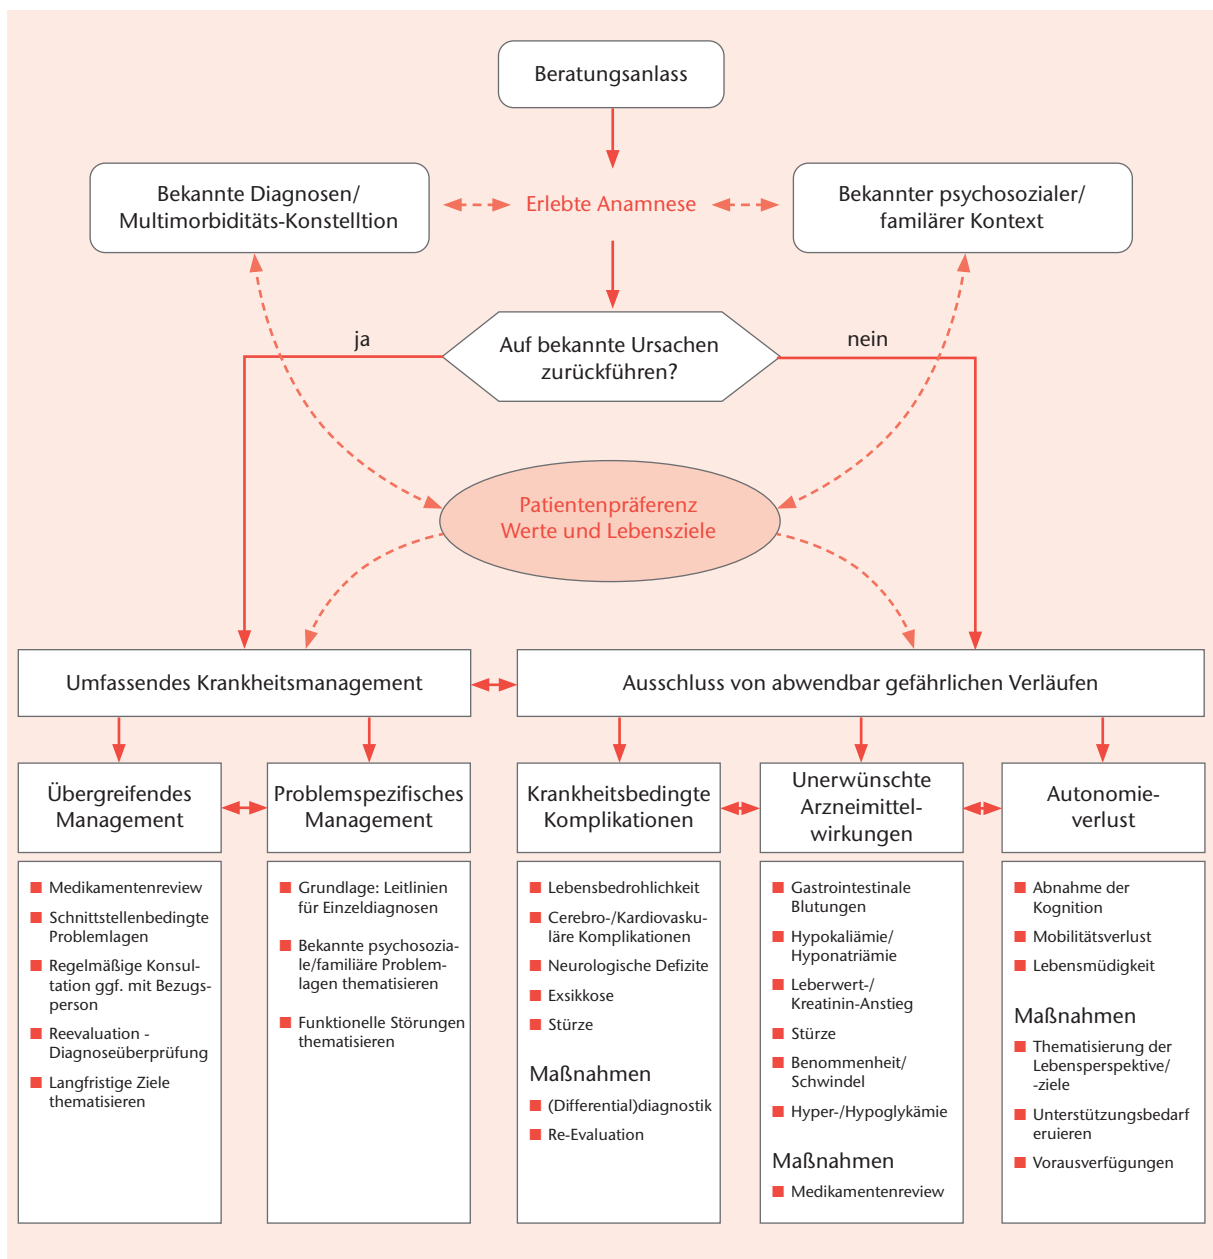 Beratungsanlass
Bekannte Diagnosen/
Multimorbiditäts-Konstelltion
Erlebte Anamnese
Bekannter psychosozialer/
familärer Kontext
ja
Auf bekannte Ursachen
zurückführen?
nein
Patientenpräferenz
Werte und Lebensziele
Umfassendes Krankheitsmanagement
Ausschluss von abwendbar gefährlichen Verläufen
Übergreifendes
Management
Problemspezifisches
Management
Krankheitsbedingte
Komplikationen
Unerwünschte
Arzneimittel-
wirkungen
Autonomie-
verlust
Medikamentenreview
Schnittstellenbedingte
Problemlagen
Regelmäßige Konsul-
tation ggf. mit Bezugs-
person
Reevaluation -
Diagnoseüberprüfung
Langfristige Ziele
thematisieren
Grundlage: Leitlinien
für Einzeldiagnosen
Bekannte psychosozia-
le/familiäre Problem-
lagen thematisieren
Funktionelle Störungen
thematisieren
Lebensbedrohlichkeit
Cerebro-/Kardiovasku-
läre Komplikationen
Neurologische Defizite
Exsikkose
Stürze
Maßnahmen
(Differential)diagnostik
Re-Evaluation
Gastrointestinale
Blutungen
Hypokaliämie/
Hyponatriämie
Leberwert-/
Kreatinin-Anstieg
Stürze
Benommenheit/
Schwindel
Hyper-/Hypoglykämie
Maßnahmen
Medikamentenreview
Abnahme der
Kognition
Mobilitätsverlust
Lebensmüdigkeit
Maßnahmen
Thematisierung der
Lebensperspektive/
-ziele
Unterstützungsbedarf
eruieren
Vorausverfügungen